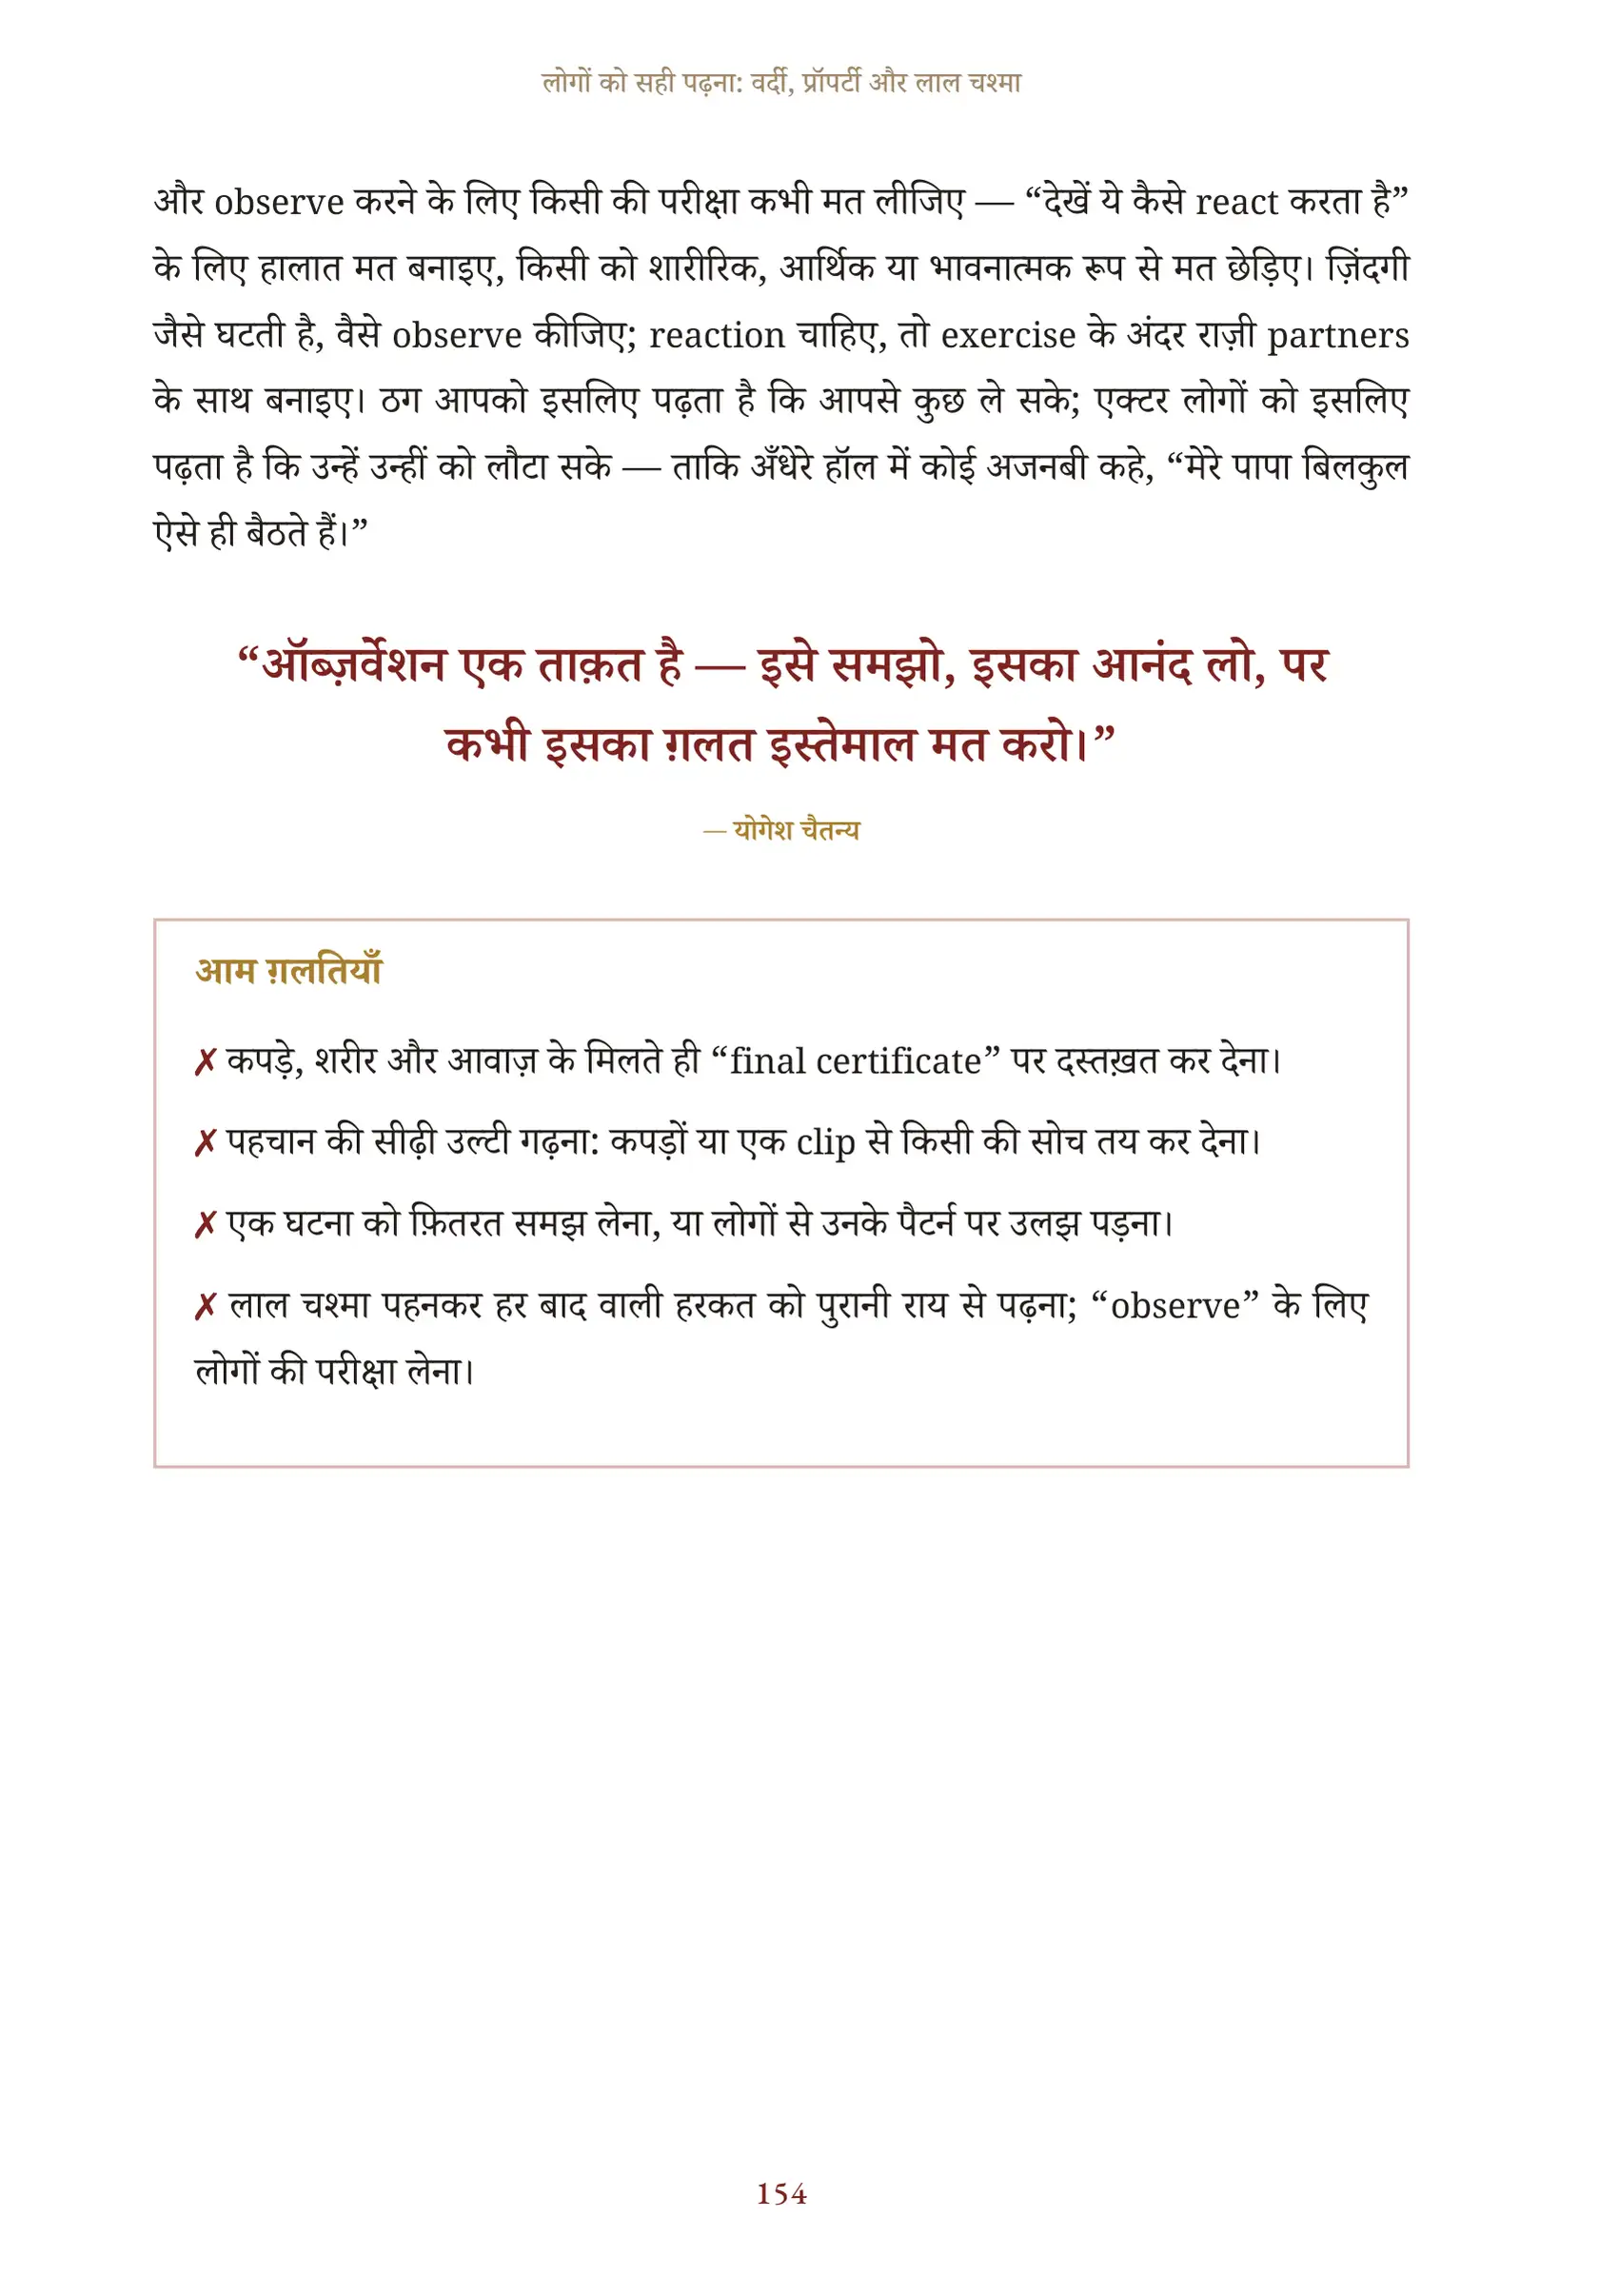 लोगों को सही पढ़ना: वर्दी, प्रॉपर्टी और लाल चश्मा
और observe करने के लिए किसी की परीक्षा कभी मत लीजिए — “देखें ये कैसे react करता है”
के लिए हालात मत बनाइए, किसी को शारीरिक, आर्थिक या भावनात्मक रूप से मत छेड़िए। ज़िंदगी
जैसे घटती है, वैसे observe कीजिए; reaction चाहिए, तो exercise के अंदर राज़ी partners
के साथ बनाइए। ठग आपको इसलिए पढ़ता है कि आपसे कुछ ले सके; एक्टर लोगों को इसलिए
पढ़ता है कि उन्हें उन्हीं को लौटा सके — ताकि अँधेरे हॉल में कोई अजनबी कहे, “मेरे पापा बिलकुल
ऐसे ही बैठते हैं।”
“ऑब्ज़र्वेशन एक ताक़त है — इसे समझो, इसका आनंद लो, पर
कभी इसका ग़लत इस्तेमाल मत करो।”
— योगेश चैतन्य
आम ग़लतियाँ
✗ कपड़े, शरीर और आवाज़ के मिलते ही “final certificate” पर दस्तख़त कर देना।
✗ पहचान की सीढ़ी उल्टी गढ़ना: कपड़ों या एक clip से किसी की सोच तय कर देना।
✗ एक घटना को फ़ितरत समझ लेना, या लोगों से उनके पैटर्न पर उलझ पड़ना।
✗ लाल चश्मा पहनकर हर बाद वाली हरकत को पुरानी राय से पढ़ना; “observe” के लिए
लोगों की परीक्षा लेना।
154